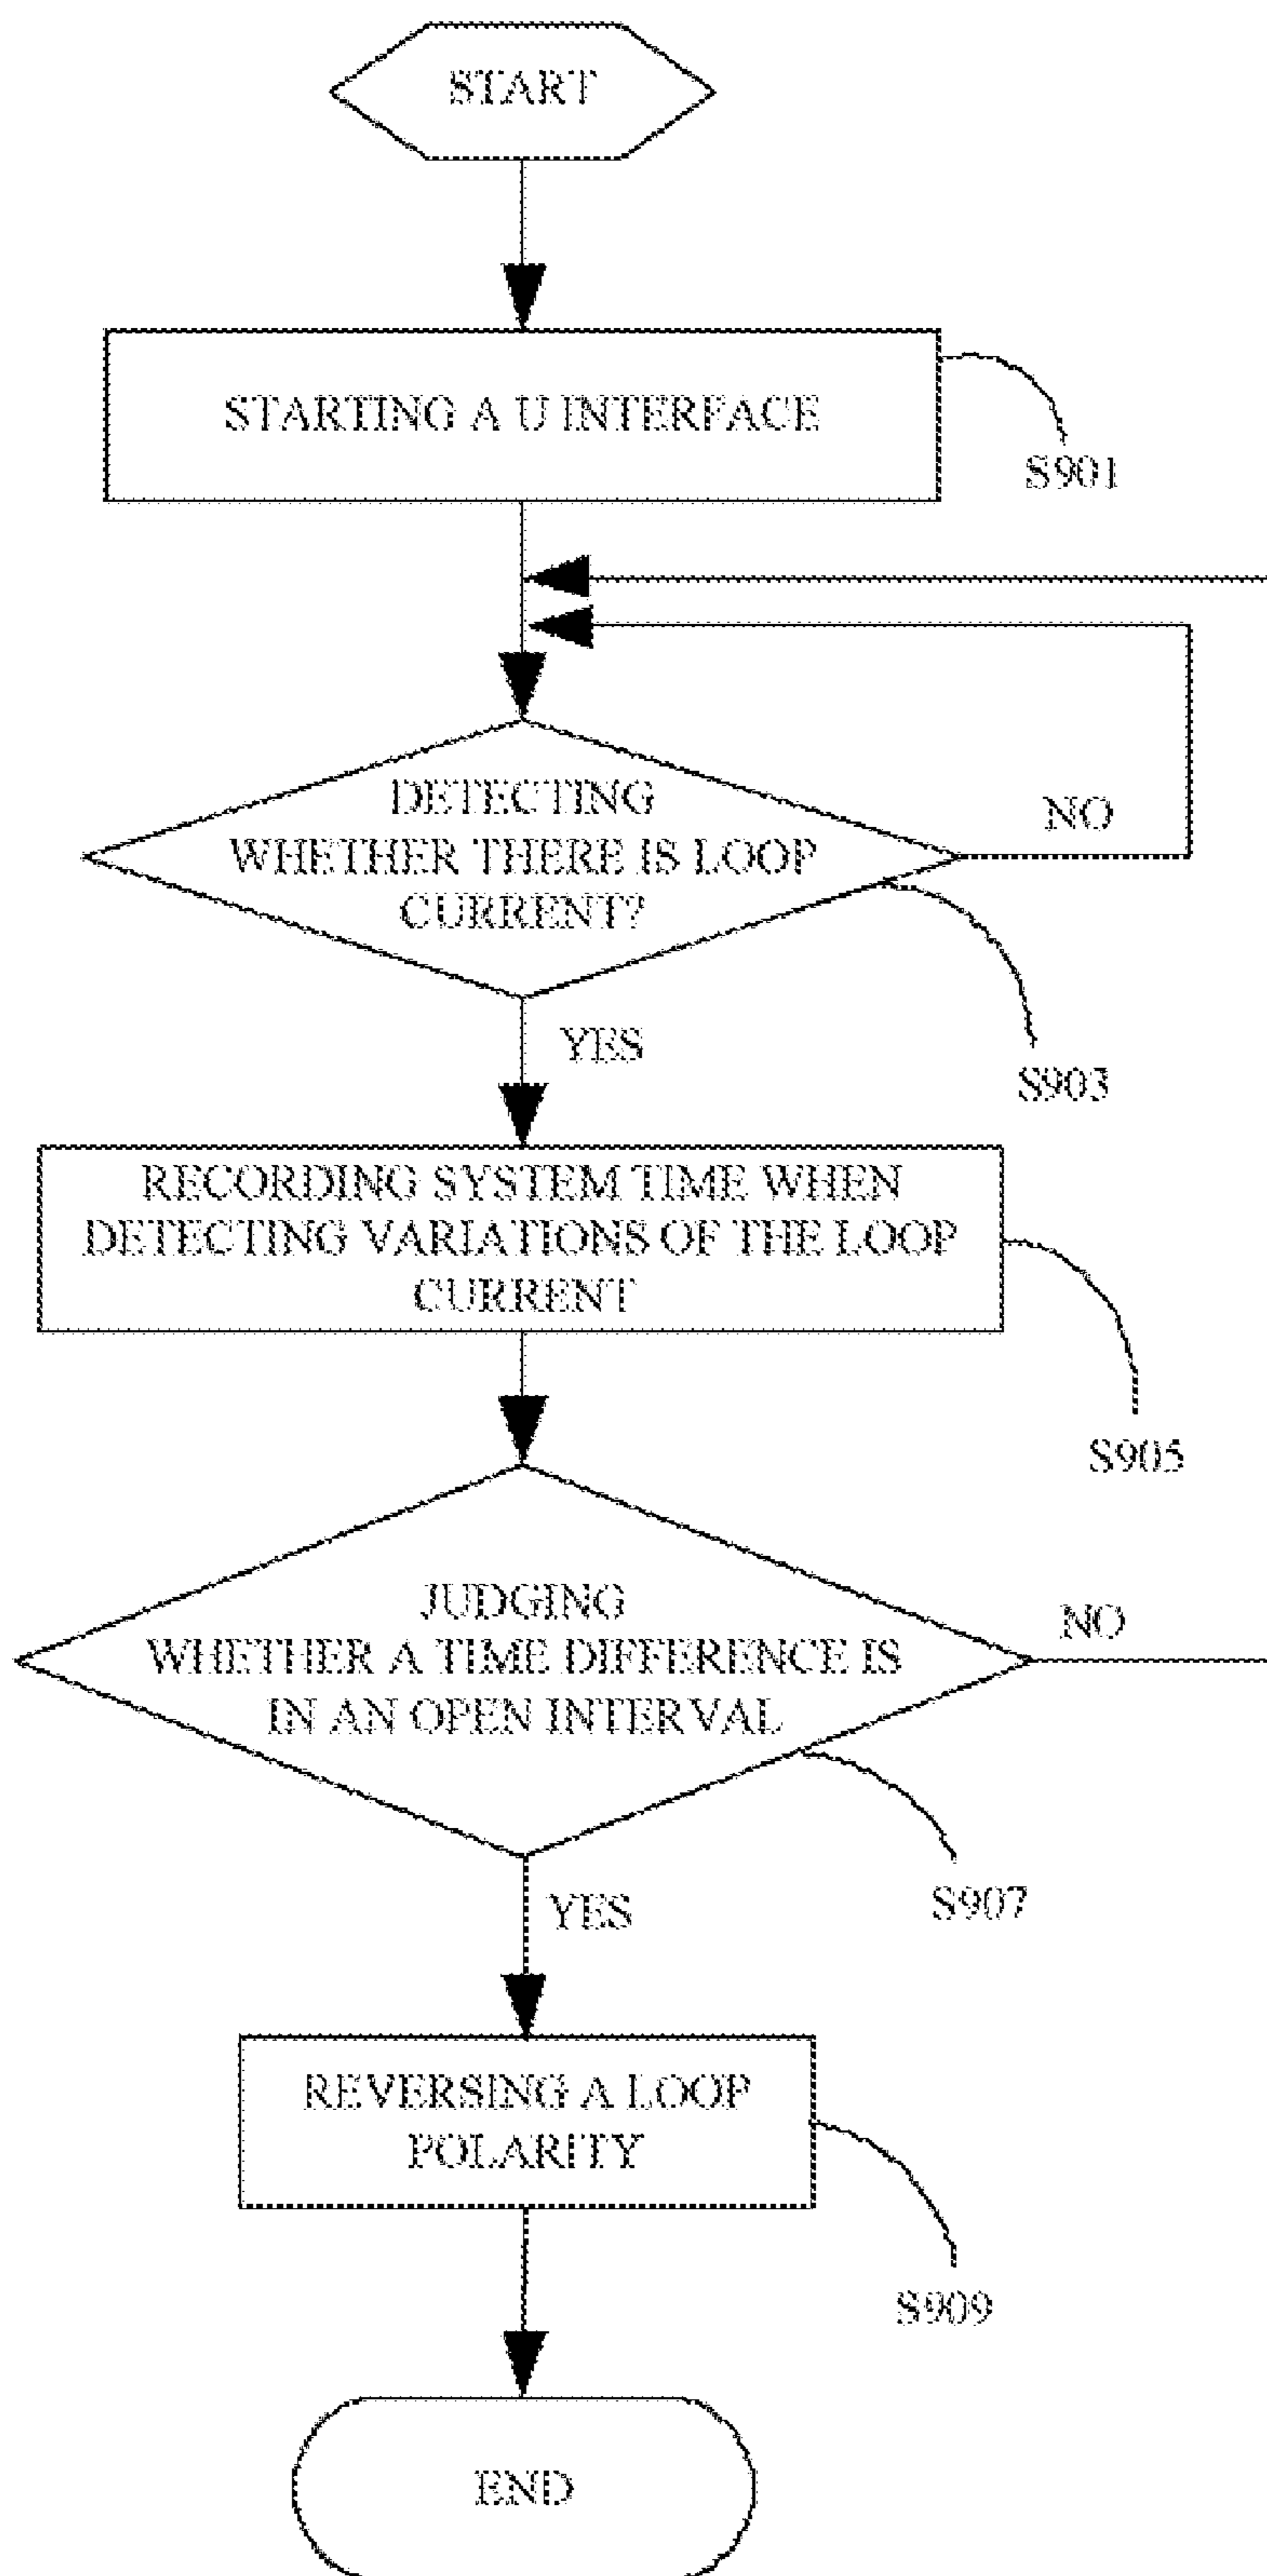 START
STARTING A U INTERFACE
S901
DETECTING
WHETHER THERE IS LOOP
CURRENT?
NO
S903
YES
RECORDING SYSTEM TIME WHEN
DETECTING VARIATIONS OF THE LOOP
CURRENT
S905
JUDGING
WHETHER A TIME DIFFERENCE IS
IN AN OPEN INTERVAL
NO
S907
YES
REVERSING A LOOP
POLARITY
S909
END